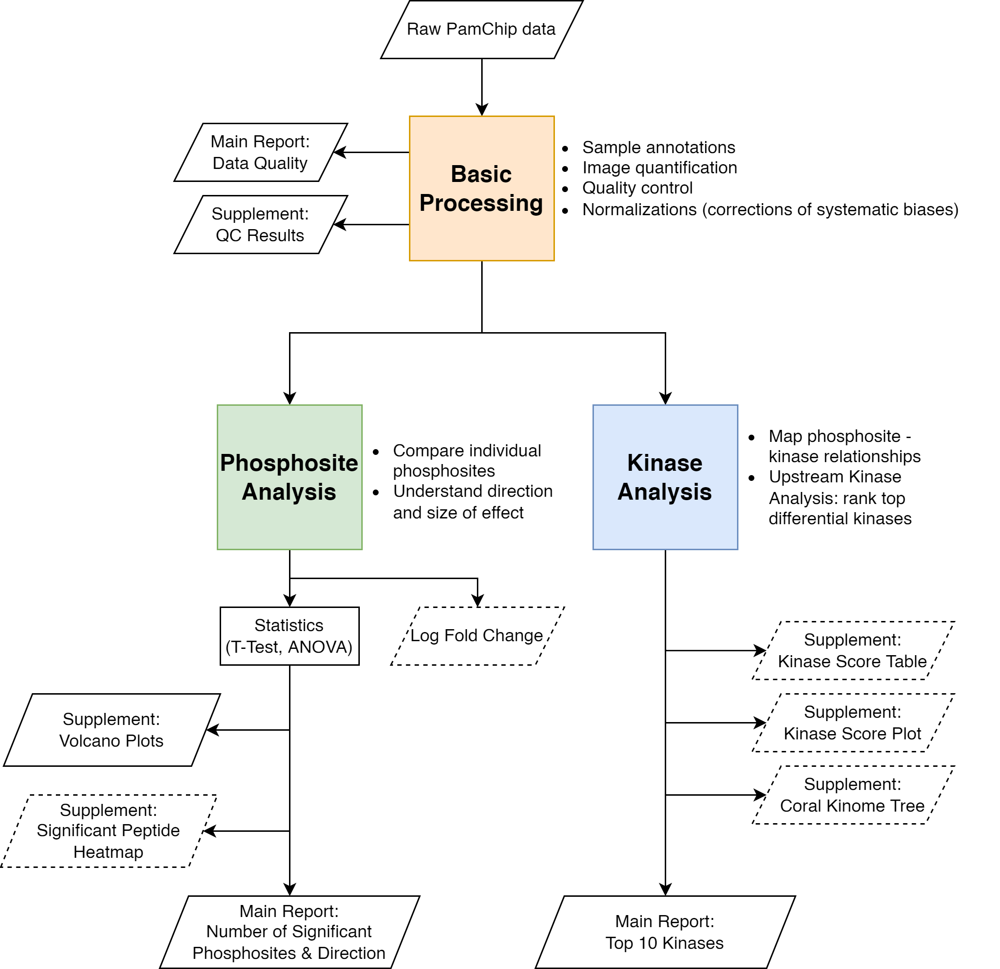 Raw PamChip data
Main Report:
Data Quality
Supplement:
QC Results
Basic
Processing
• Sample annotations
• Image quantification
• Quality control
• Normalizations (corrections of systematic biases)
Phosphosite
Analysis
• Compare individual
phosphosites
• Understand direction
and size of effect
Kinase
Analysis
• Map phosphosite -
kinase relationships
• Upstream Kinase
Analysis: rank top
differential kinases
Statistics
(T-Test, ANOVA)
Log Fold Change
Supplement:
Volcano Plots
Supplement:
Significant Peptide
Heatmap
Supplement:
Kinase Score Table
Supplement:
Kinase Score Plot
Supplement:
Coral Kinome Tree
Main Report:
Number of Significant
Phosphosites & Direction
Main Report:
Top 10 Kinases